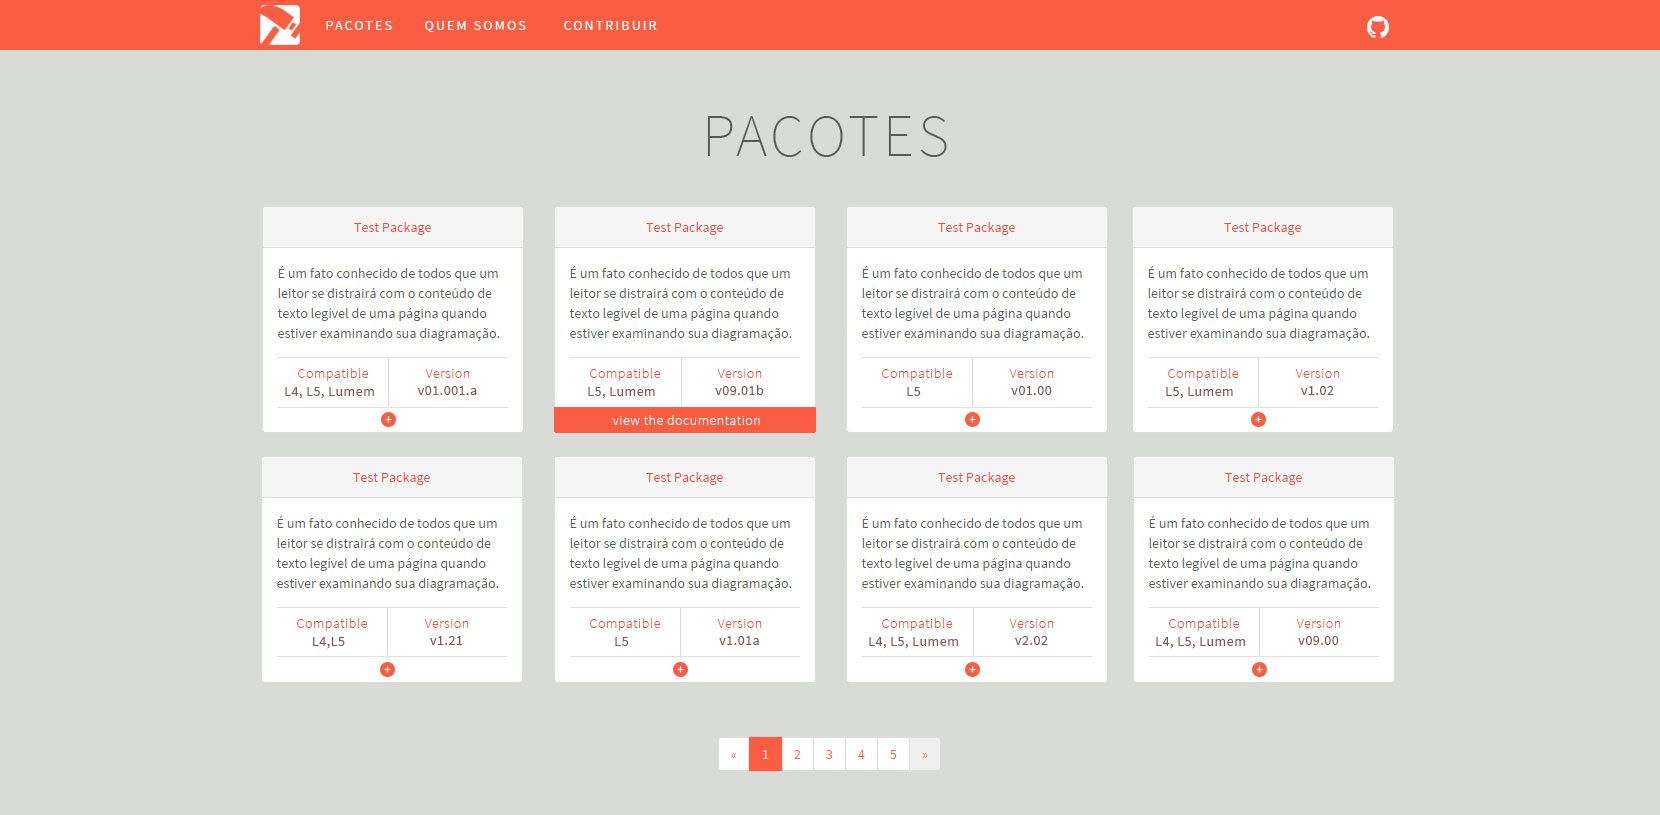 PACOTES QUEM SOMOS CONTRIBUIR
PACOTES
Test Package
É um fato conhecido de todos que um
leitor se distrairá com o conteúdo de
texto legível de uma página quando
estiver examinando sua diagramação.
Compatible Version
L4, L5, Lumem v01.001.a
+
Test Package
É um fato conhecido de todos que um
leitor se distrairá com o conteúdo de
texto legível de uma página quando
estiver examinando sua diagramação.
Compatible Version
L5, Lumem v09.01b
view the documentation
Test Package
É um fato conhecido de todos que um
leitor se distrairá com o conteúdo de
texto legível de uma página quando
estiver examinando sua diagramação.
Compatible Version
L5 v01.00
+
Test Package
É um fato conhecido de todos que um
leitor se distrairá com o conteúdo de
texto legível de uma página quando
estiver examinando sua diagramação.
Compatible Version
L5, Lumem v1.02
+
Test Package
É um fato conhecido de todos que um
leitor se distrairá com o conteúdo de
texto legível de uma página quando
estiver examinando sua diagramação.
Compatible Version
L4,L5 v1.21
+
Test Package
É um fato conhecido de todos que um
leitor se distrairá com o conteúdo de
texto legível de uma página quando
estiver examinando sua diagramação.
Compatible Version
L5 v1.01a
+
Test Package
É um fato conhecido de todos que um
leitor se distrairá com o conteúdo de
texto legível de uma página quando
estiver examinando sua diagramação.
Compatible Version
L4, L5, Lumem v2.02
+
Test Package
É um fato conhecido de todos que um
leitor se distrairá com o conteúdo de
texto legível de uma página quando
estiver examinando sua diagramação.
Compatible Version
L4, L5, Lumem v09.00
+
« 1 2 3 4 5 »